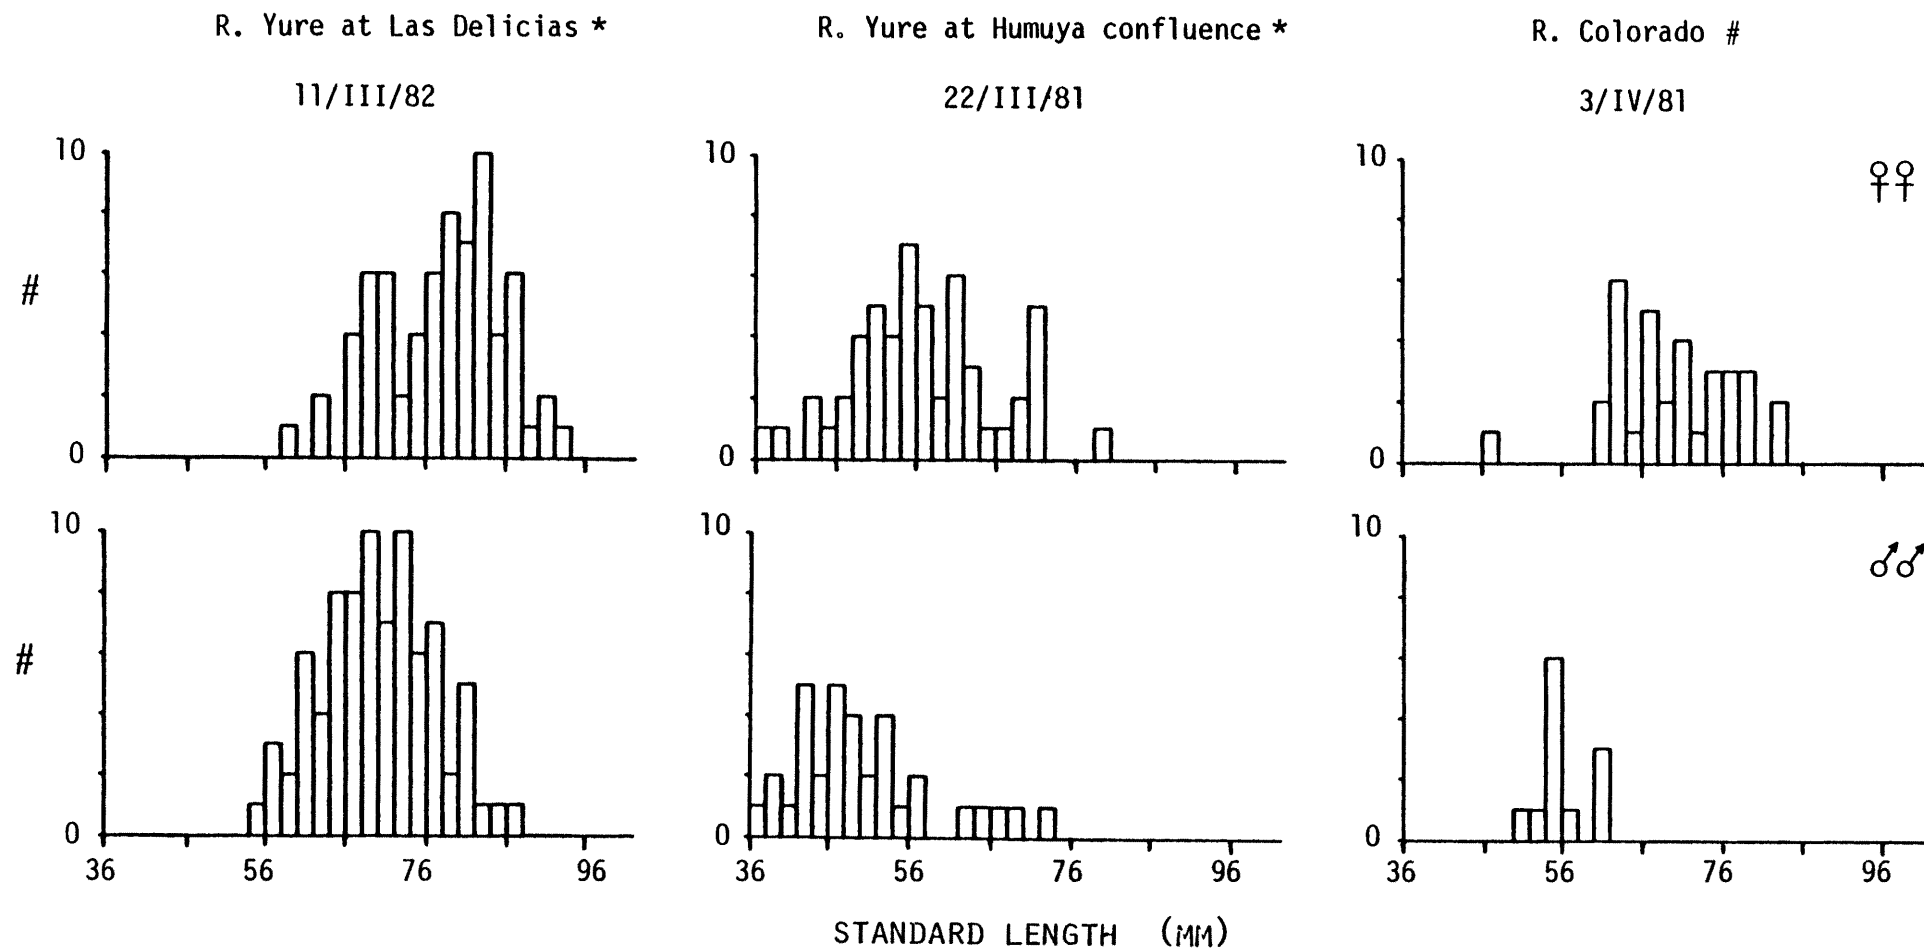 R. Yure at Las Delicias *
R. Yure at Humuya confluence *
R. Colorado #
11/III/82
22/III/81
3/IV/81
10
10
10
♀♀
#
0
0
0
10
10
10
♂♂
#
0
0
0
36 56 76 96
36 56 76 96
36 56 76 96
STANDARD LENGTH (MM)